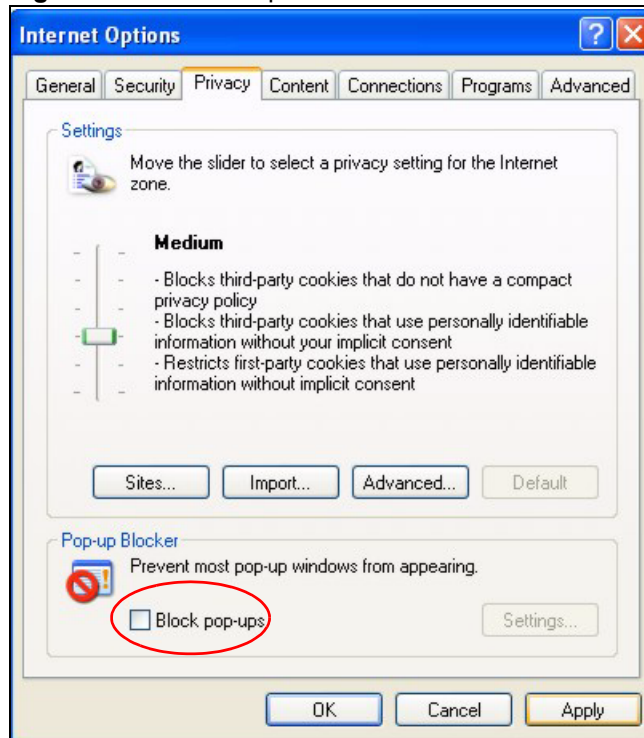 Internet Options
General Security Privacy Content Connections Programs Advanced
Settings
Move the slider to select a privacy setting for the Internet
zone.
Medium
- Blocks third-party cookies that do not have a compact
privacy policy
- Blocks third-party cookies that use personally identifiable
information without your implicit consent
- Restricts first-party cookies that use personally identifiable
information without implicit consent
Sites... Import... Advanced... Default
Pop-up Blocker
Prevent most pop-up windows from appearing.
Block pop-ups Settings...
OK Cancel Apply